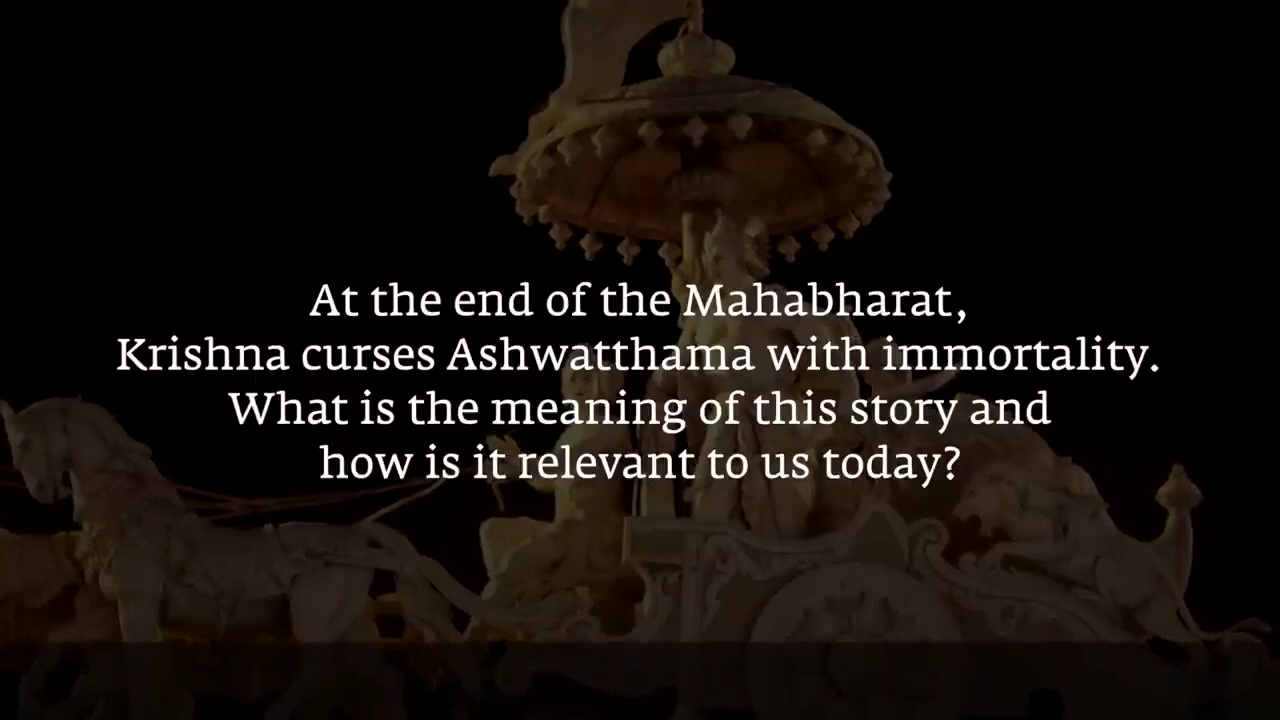 At the end of the Mahabharat,
Krishna curses Ashwatthama with immortality.
What is the meaning of this story and
how is it relevant to us today?